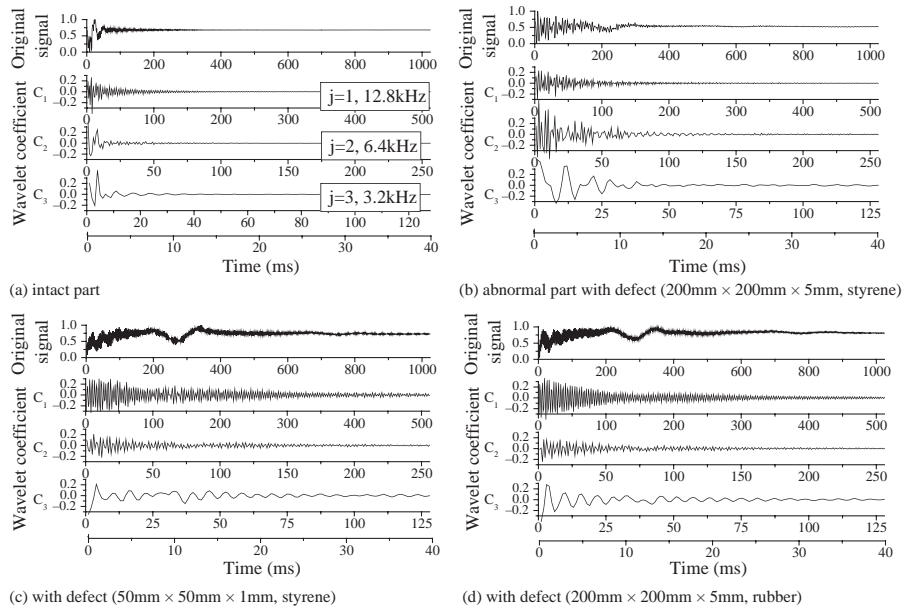 Original signal
1.0
0.5
0.0
0 200 400 600 800 1000
Wavelet coefficient
C1
0.2
0.0
−0.2
j=1, 12.8kHz
0 100 200 300 400 500
C2
0.2
0.0
−0.2
j=2, 6.4kHz
0 50 100 150 200 250
C3
0.2
0.0
−0.2
j=3, 3.2kHz
0 20 40 60 80 100 120
0 10 20 30 40
Time (ms)
(a) intact part
Original signal
1.0
0.5
0.0
0 200 400 600 800 1000
Wavelet coefficient
C1
0.2
0.0
−0.2
0 100 200 300 400 500
C2
0.2
0.0
−0.2
0 50 100 150 200 250
C3
0.2
0.0
−0.2
0 25 50 75 100 125
0 10 20 30 40
Time (ms)
(b) abnormal part with defect (200mm × 200mm × 5mm, styrene)
Original signal
1.0
0.5
0.0
0 200 400 600 800 1000
Wavelet coefficient
C1
0.2
0.0
−0.2
0 100 200 300 400 500
C2
0.2
0.0
−0.2
0 50 100 150 200 250
C3
0.2
0.0
−0.2
0 25 50 75 100 125
0 10 20 30 40
Time (ms)
(c) with defect (50mm × 50mm × 1mm, styrene)
Original signal
1.0
0.5
0.0
0 200 400 600 800 1000
Wavelet coefficient
C1
0.2
0.0
−0.2
0 100 200 300 400 500
C2
0.2
0.0
−0.2
0 50 100 150 200 250
C3
0.2
0.0
−0.2
0 25 50 75 100 125
0 10 20 30 40
Time (ms)
(d) with defect (200mm × 200mm × 5mm, rubber)